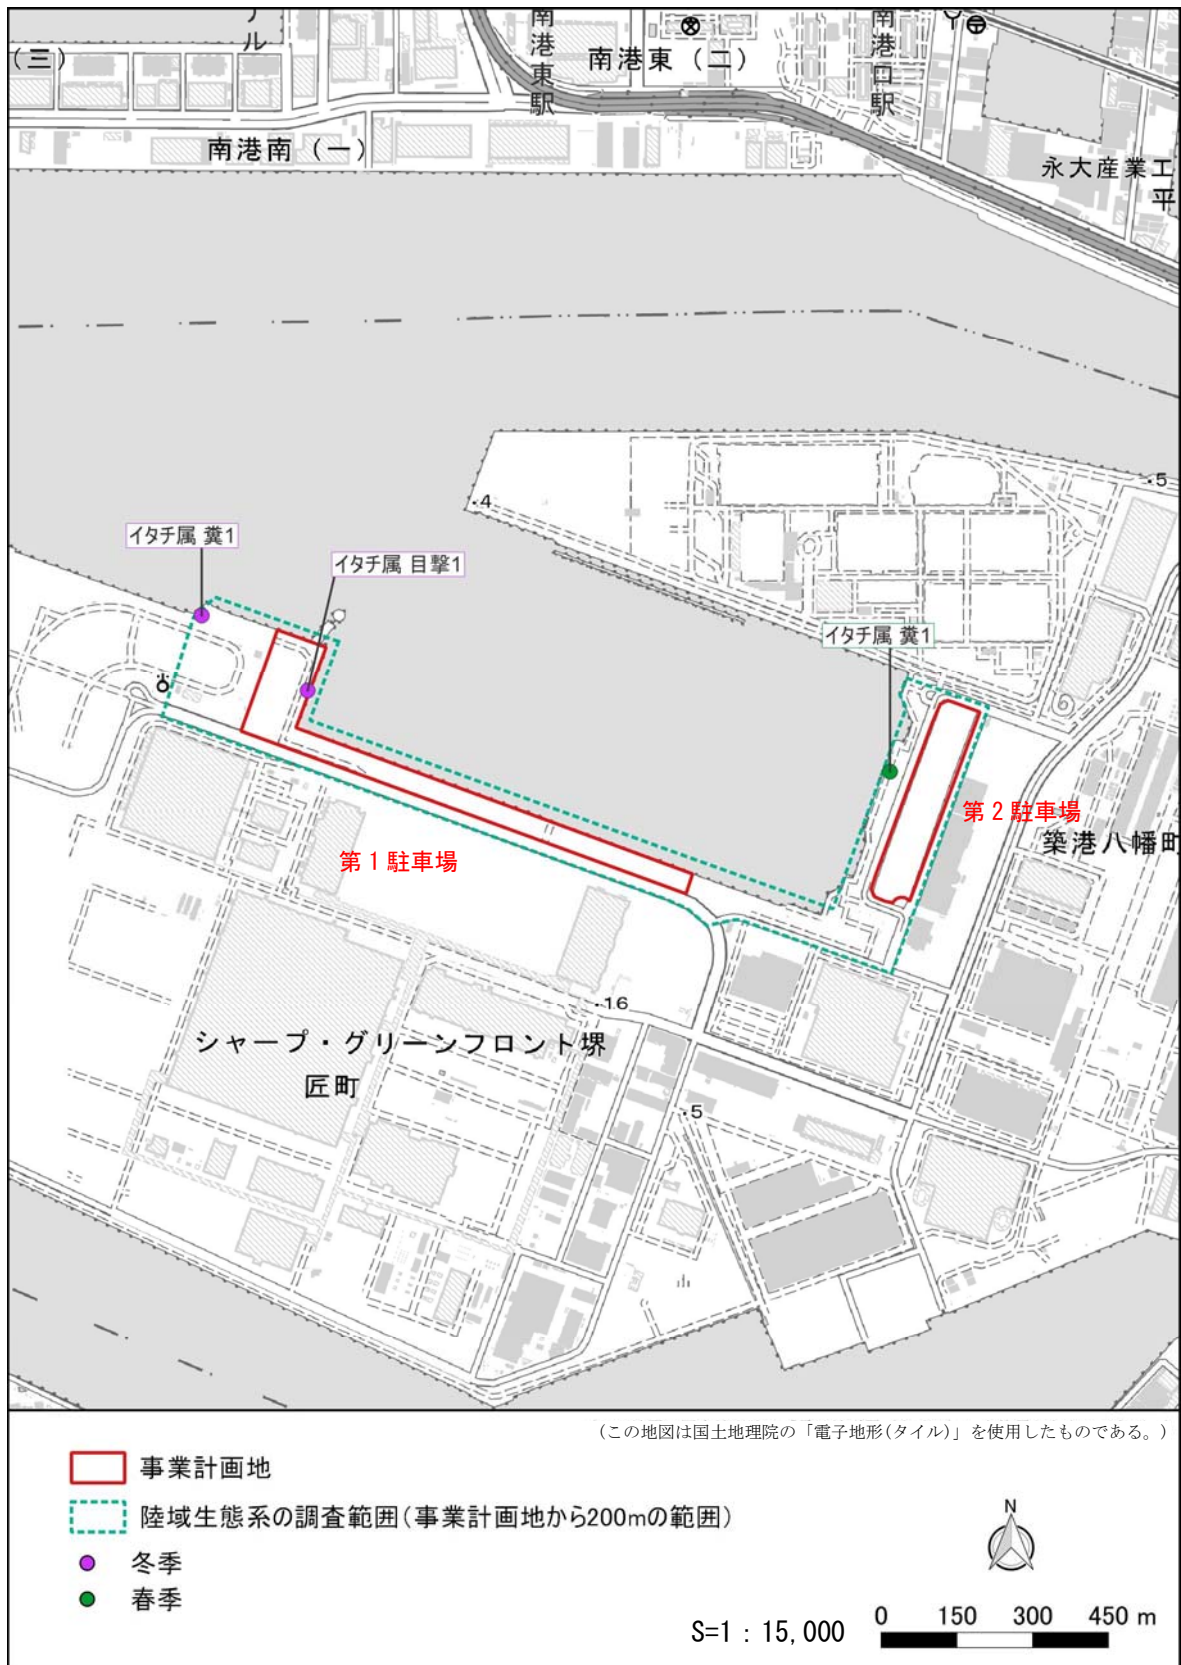 (三)
ナル
南港東駅
南港東(二)
南港口駅
南港南(一)
永大産業工
平
・5
・4
イタチ属 糞1
イタチ属 目撃1
イタチ属 糞1
第2駐車場
築港八幡町
第1駐車場
・16
シャープ・グリーンフロント堺
匠町
・5
(この地図は国土地理院の「電子地形(タイル)」を使用したものである。)
事業計画地
陸域生態系の調査範囲(事業計画地から200mの範囲)
冬季
春季
N
S=1:15,000
0 150 300 450 m